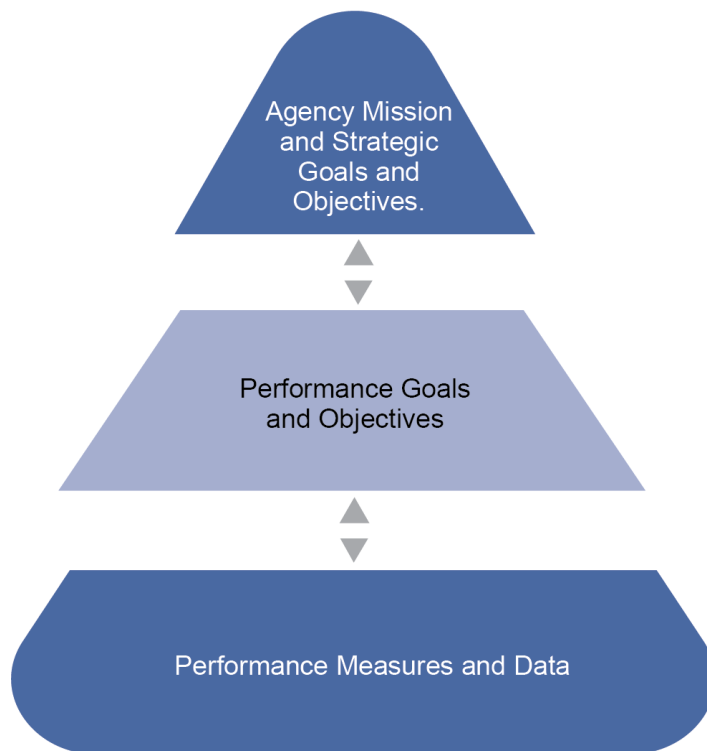 Agency Mission
and Strategic
Goals and
Objectives.
Performance Goals
and Objectives
Performance Measures and Data